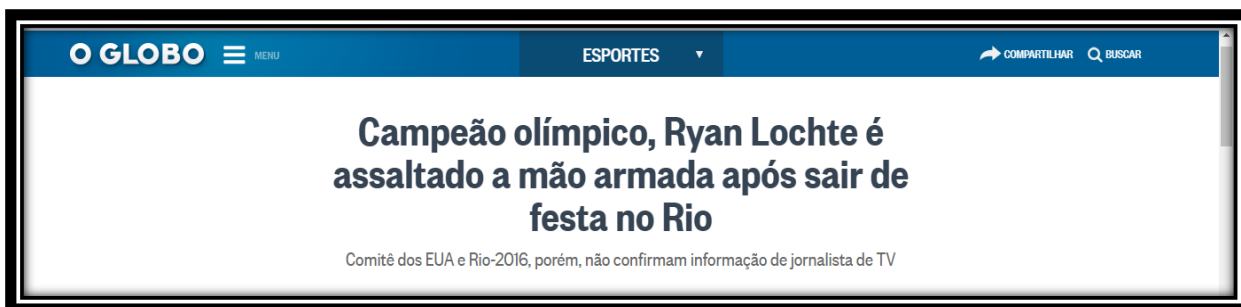 O GLOBO MENU ESPORTES COMPARTILHAR BUSCAR
Campeão olímpico, Ryan Lochte é
assaltado a mão armada após sair de
festa no Rio
Comitê dos EUA e Rio-2016, porém, não confirmam informação de jornalista de TV